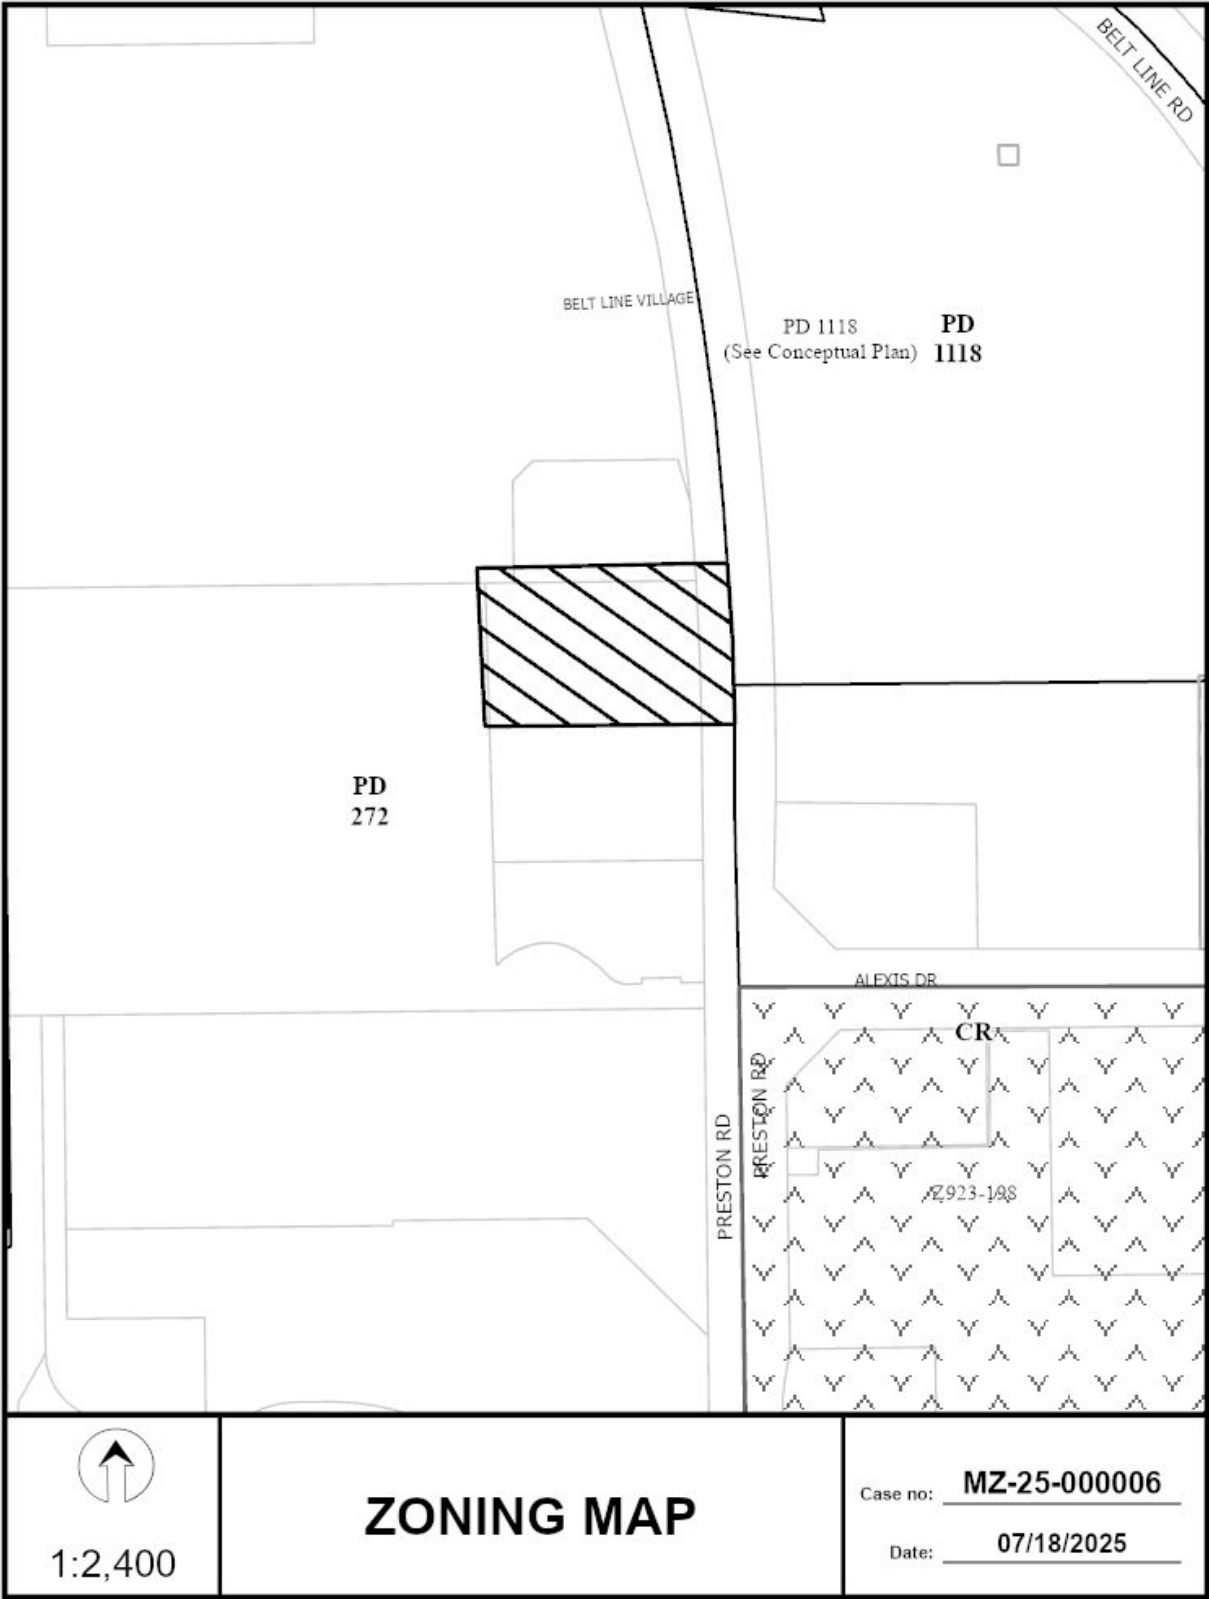 BELT LINE RD
BELT LINE VILLAGE
PD 1118
(See Conceptual Plan)
PD
1118
PD
272
ALEXIS DR
CR
PRESTON RD
PRESTON RD
Z923-198
1:2,400
ZONING MAP
Case no: MZ-25-000006
Date: 07/18/2025